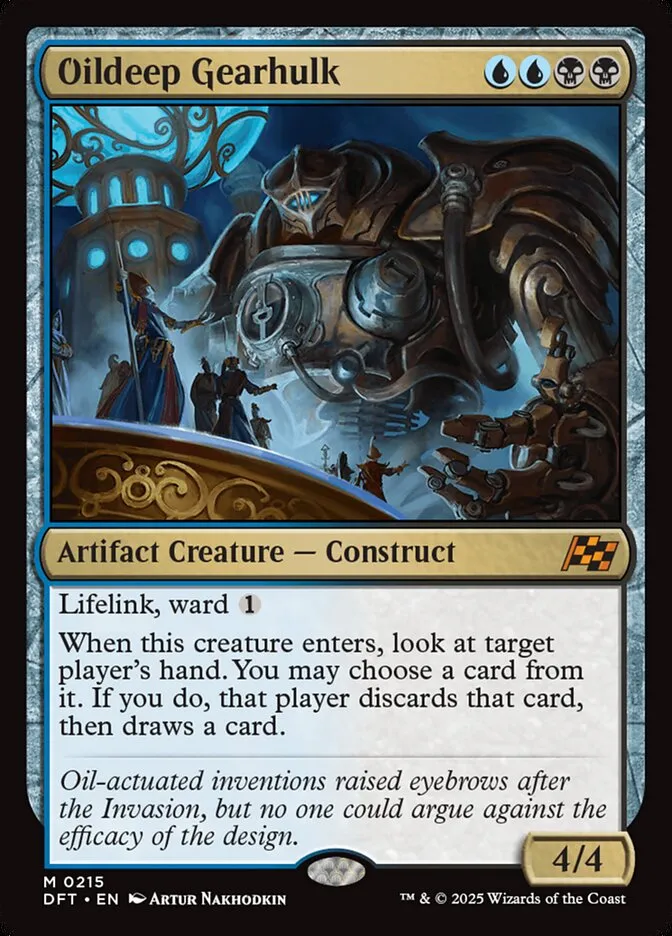 Oildeep Gearhulk
Artifact Creature — Construct
Lifelink, ward 1
When this creature enters, look at target
player's hand. You may choose a card from
it. If you do, that player discards that card,
then draws a card.
Oil-actuated inventions raised eyebrows after
the Invasion, but no one could argue against the
efficacy of the design.
4/4
M 0215
DFT • EN Artur Nakhodkin
™ & © 2025 Wizards of the Coast